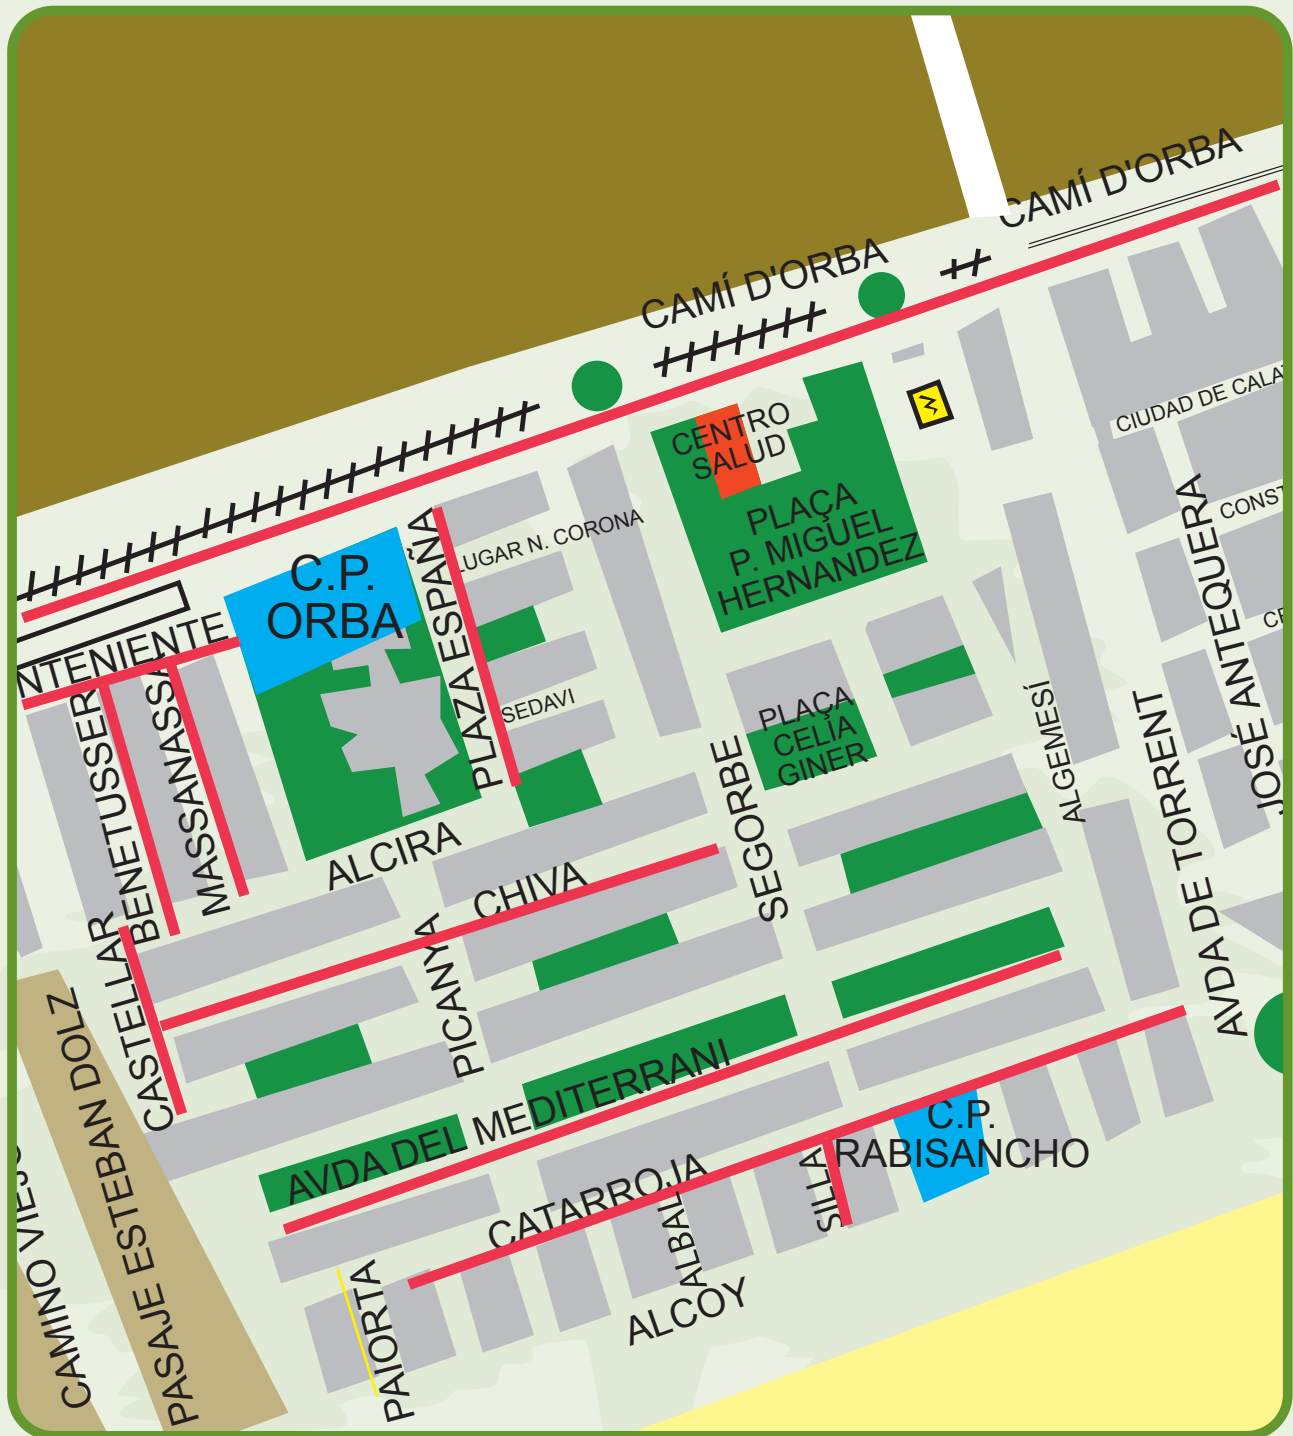 CAMÍ D'ORBA
CAMÍ D'ORBA
CIUDAD DE CALA
CENTRO
SALUD
PLAÇA
P. MIGUEL
HERNANDEZ
CONST
LUGAR N. CORONA
C.P.
ORBA
PLAZA ESPAÑA
NTENIENTE
BENETUSSER
MASSANASSA
SEDAVI
PLAÇA
CELIA
GINER
SEGORBE
ALGEMESÍ
AVDA DE TORRENT
JOSÉ ANTEQUERA
CE
ALCIRA
CHIVA
PICANYA
CASTELLAR
PASAJE ESTEBAN DOLZ
CAMINO VIEJO
AVDA DEL MEDITERRANI
CATARROJA
C.P.
RABISANCHO
SILLA
ALBAL
ALCOY
PAIORTA